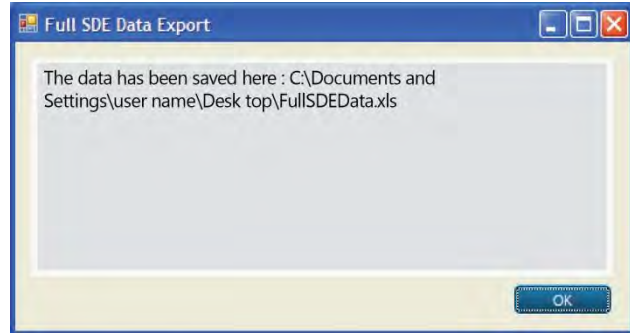 Full SDE Data Export
The data has been saved here : C:\Documents and
Settings\user name\Desk top\FullSDEData.xls
OK